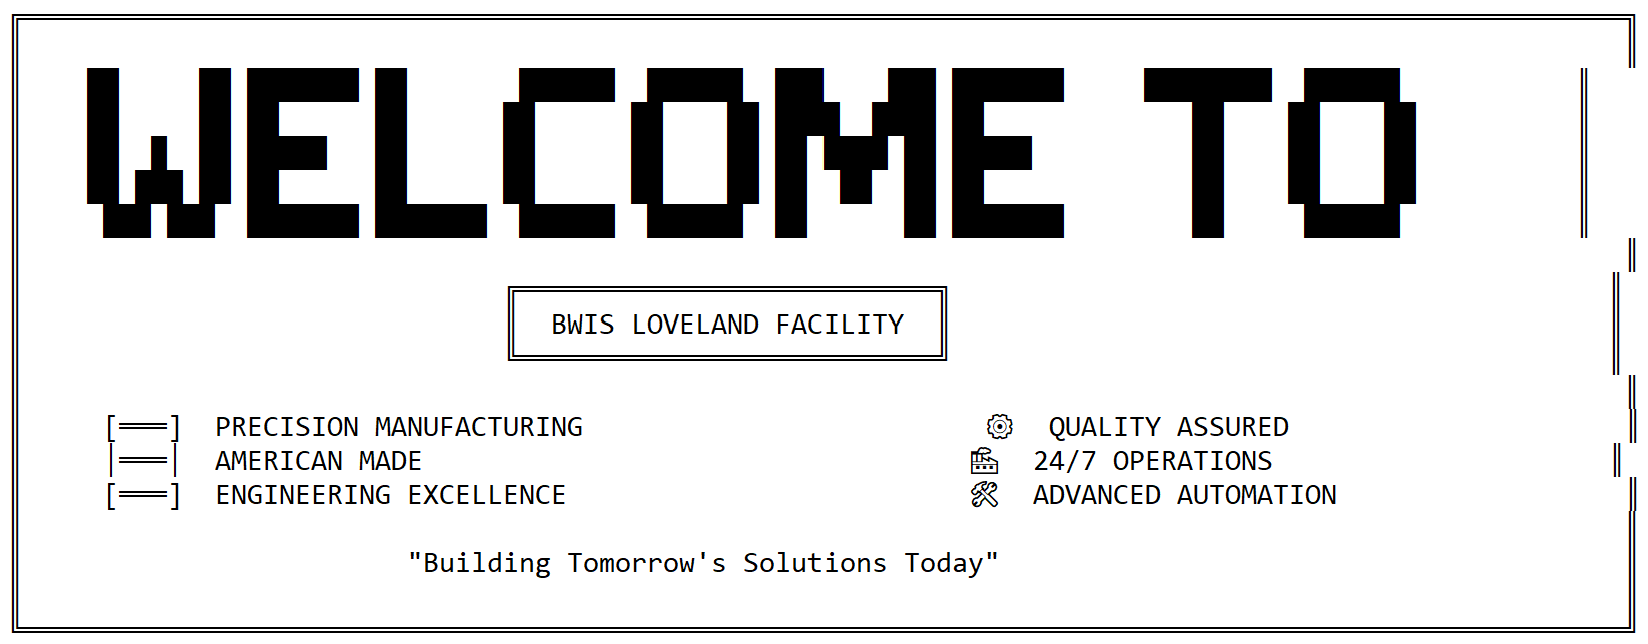 WELCOME TO
BWIS LOVELAND FACILITY
[═══] PRECISION MANUFACTURING ⚙ QUALITY ASSURED
│═══│ AMERICAN MADE 🏭 24/7 OPERATIONS
[═══] ENGINEERING EXCELLENCE 🛠 ADVANCED AUTOMATION
"Building Tomorrow's Solutions Today"